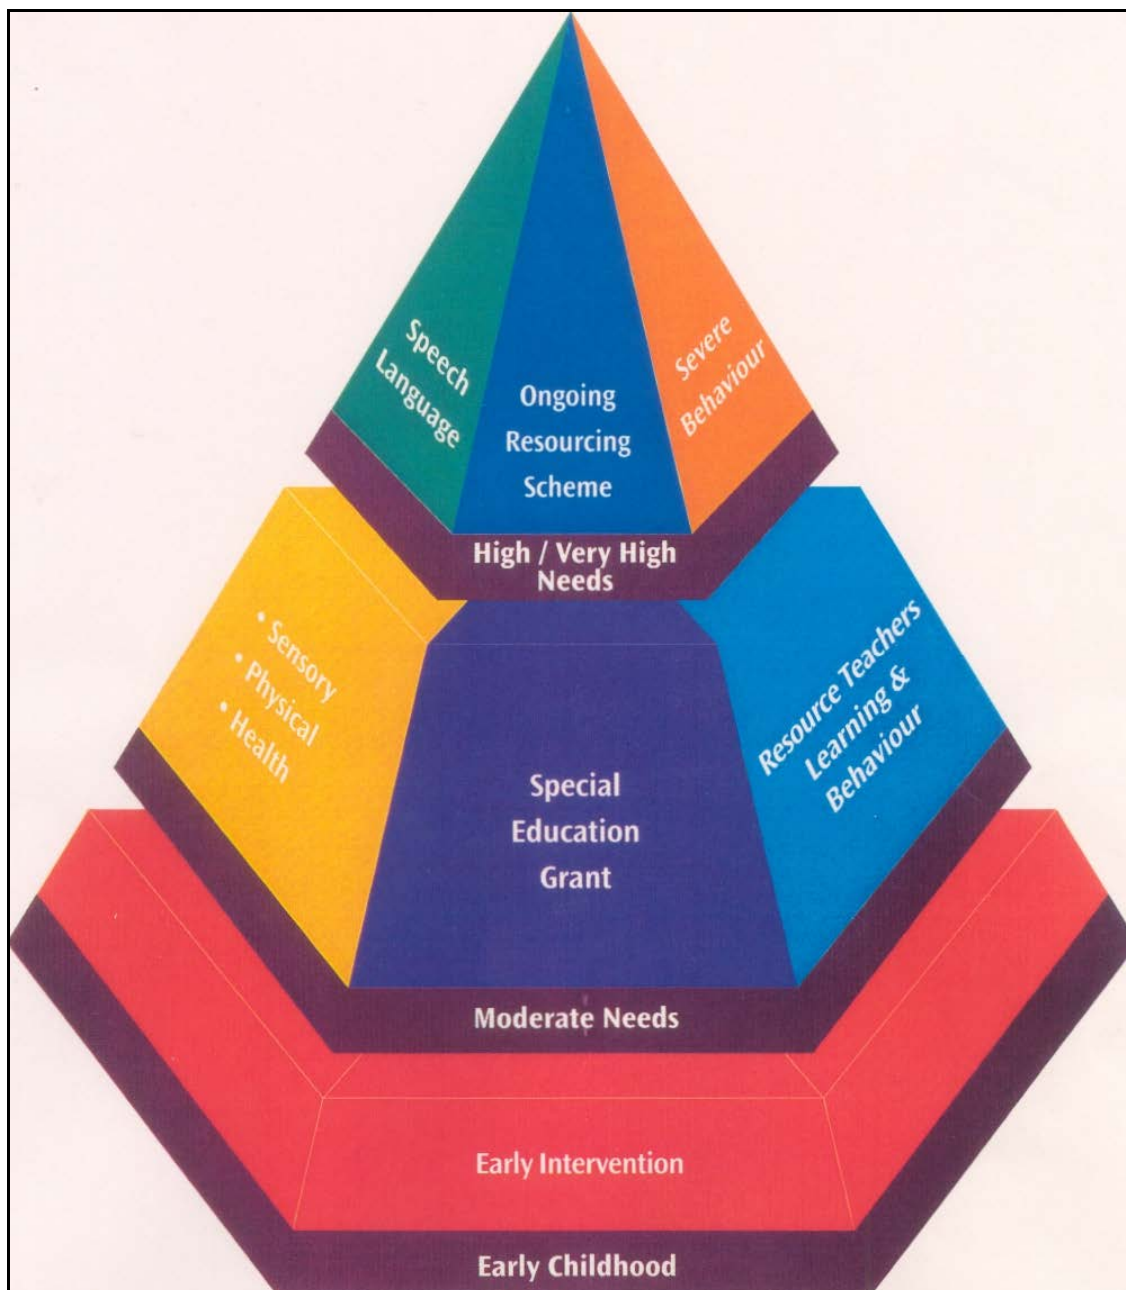 Speech
Language
Ongoing
Resourcing
Scheme
Severe
Behaviour
High / Very High
Needs
• Sensory
• Physical
• Health
Special
Education
Grant
Resource Teachers
Learning &
Behaviour
Moderate Needs
Early Intervention
Early Childhood